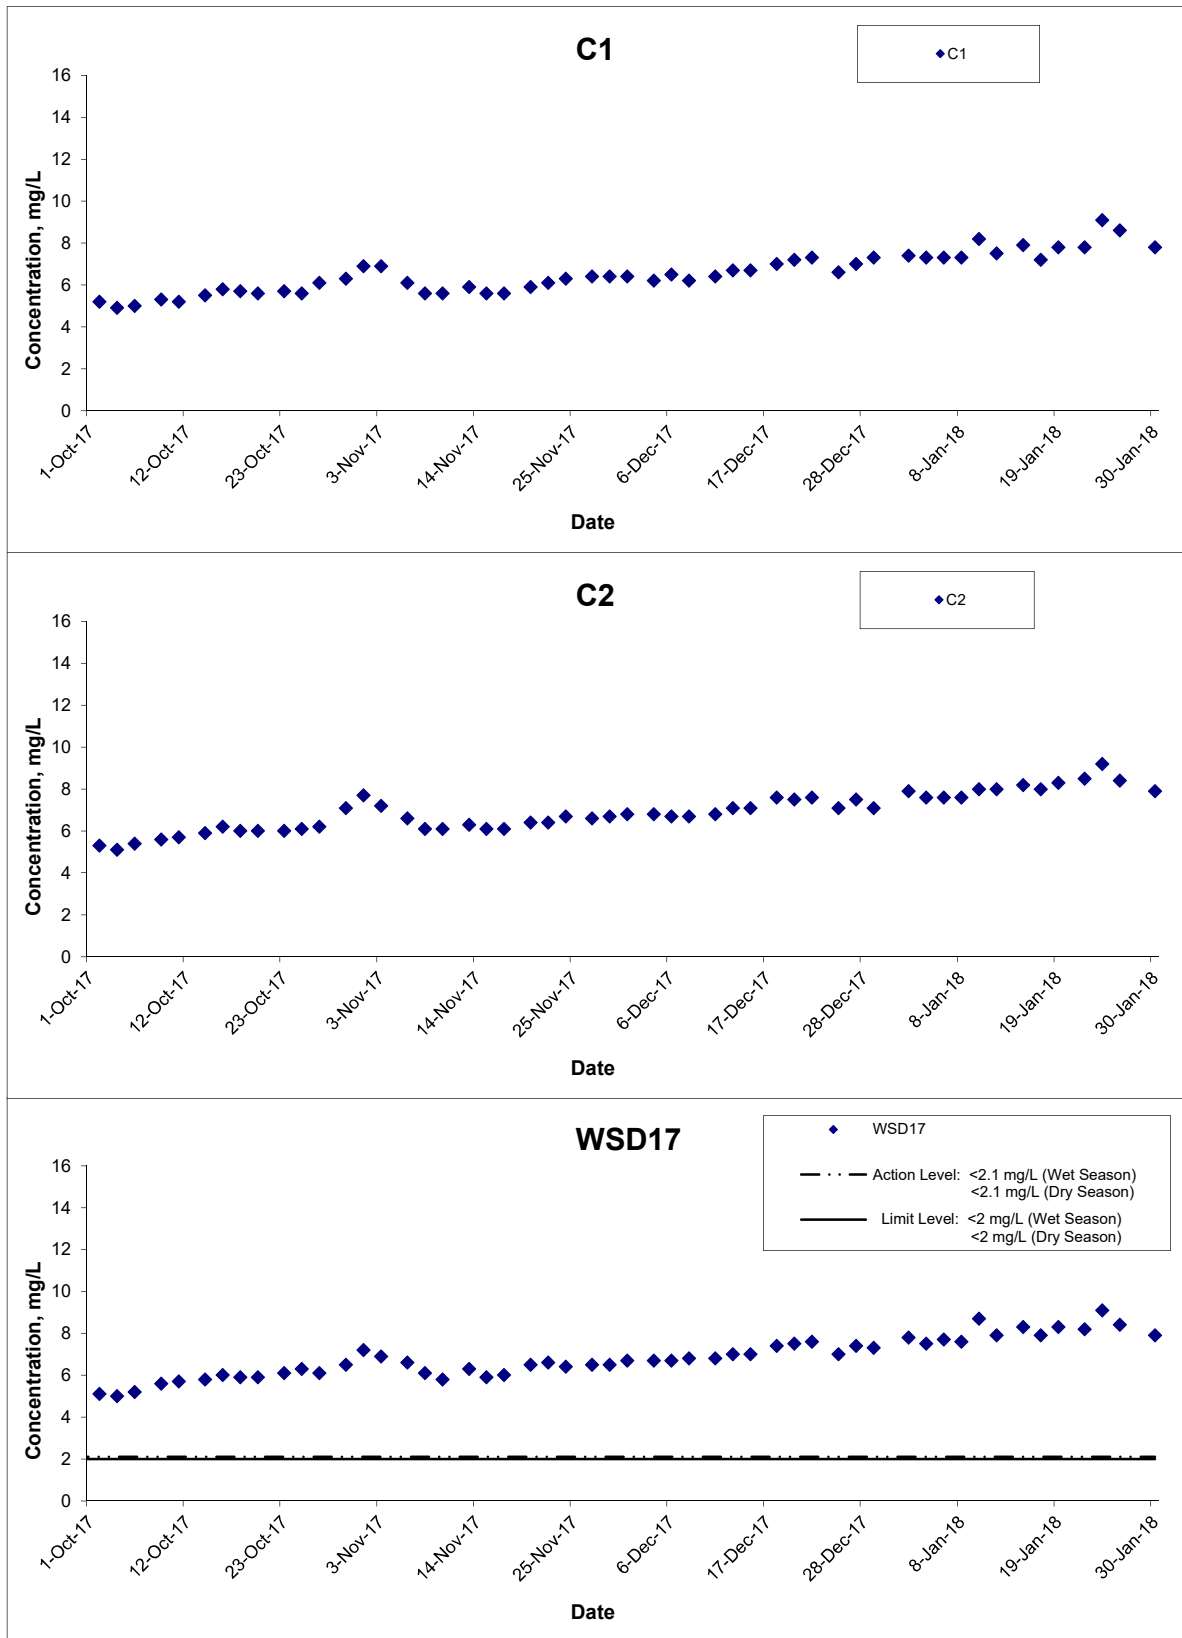 C1
C1
16
14
12
10
8
6
4
2
0
Concentration, mg/L
1-Oct-17
12-Oct-17
23-Oct-17
3-Nov-17
14-Nov-17
25-Nov-17
6-Dec-17
17-Dec-17
28-Dec-17
8-Jan-18
19-Jan-18
30-Jan-18
Date
C2
C2
16
14
12
10
8
6
4
2
0
Concentration, mg/L
1-Oct-17
12-Oct-17
23-Oct-17
3-Nov-17
14-Nov-17
25-Nov-17
6-Dec-17
17-Dec-17
28-Dec-17
8-Jan-18
19-Jan-18
30-Jan-18
Date
WSD17
WSD17
Action Level: <2.1 mg/L (Wet Season)
<2.1 mg/L (Dry Season)
Limit Level: <2 mg/L (Wet Season)
<2 mg/L (Dry Season)
16
14
12
10
8
6
4
2
0
Concentration, mg/L
1-Oct-17
12-Oct-17
23-Oct-17
3-Nov-17
14-Nov-17
25-Nov-17
6-Dec-17
17-Dec-17
28-Dec-17
8-Jan-18
19-Jan-18
30-Jan-18
Date